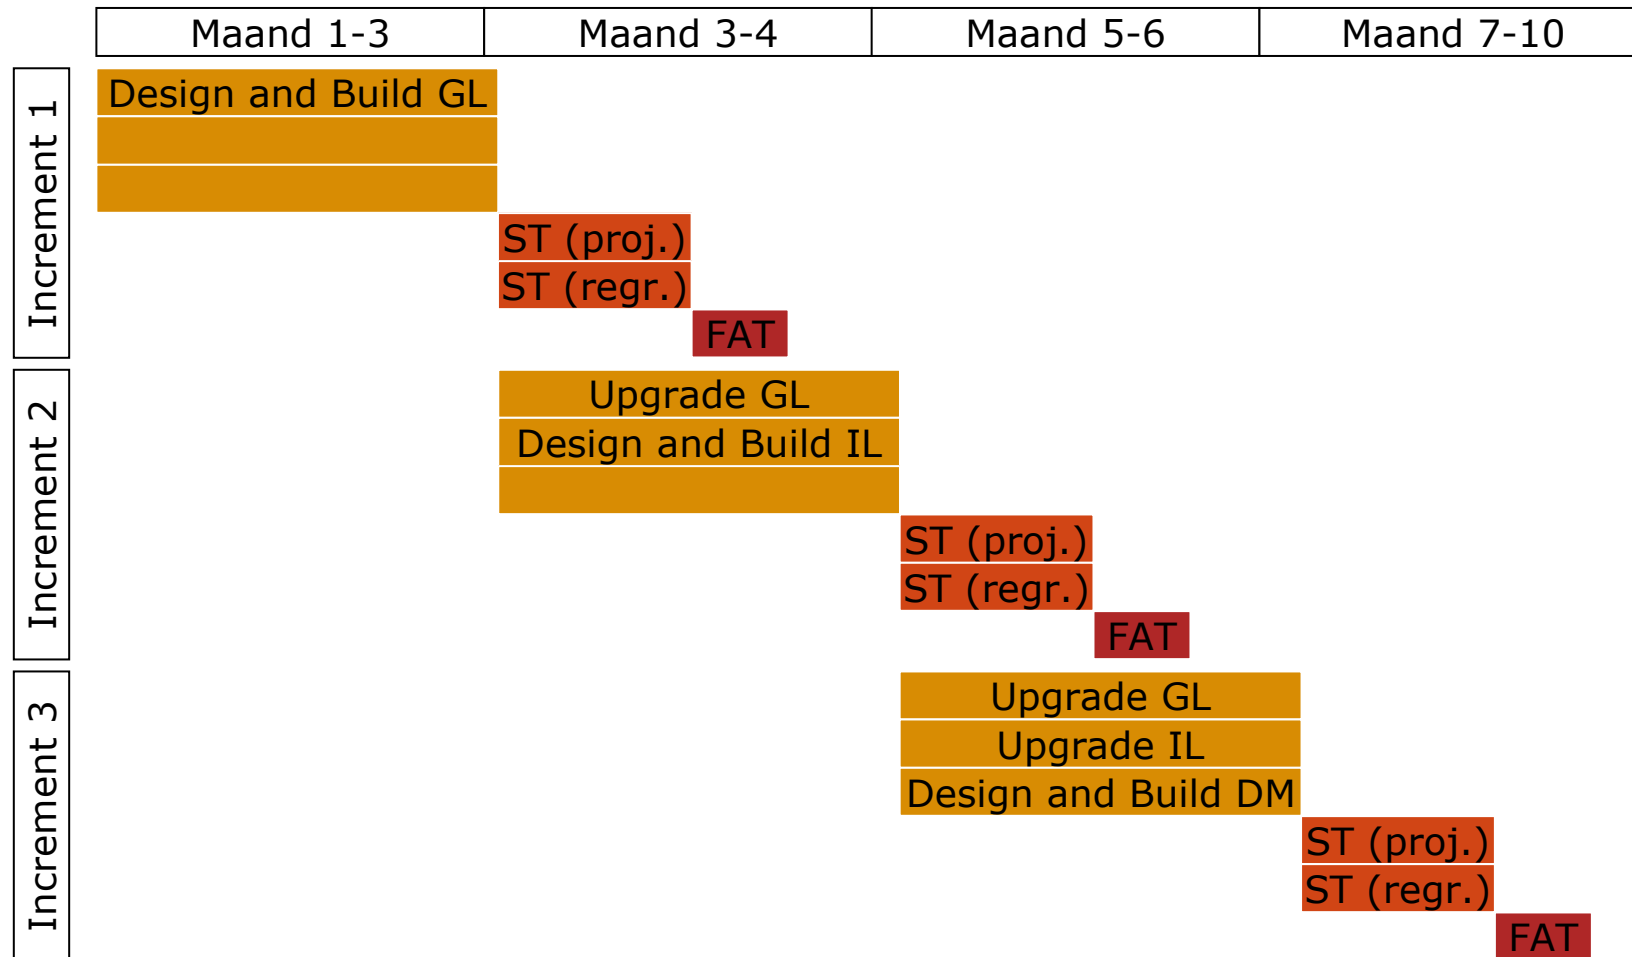 Maand 1-3
Maand 3-4
Maand 5-6
Maand 7-10
Increment 1
Design and Build GL
ST (proj.)
ST (regr.)
FAT
Increment 2
Upgrade GL
Design and Build IL
ST (proj.)
ST (regr.)
FAT
Increment 3
Upgrade GL
Upgrade IL
Design and Build DM
ST (proj.)
ST (regr.)
FAT